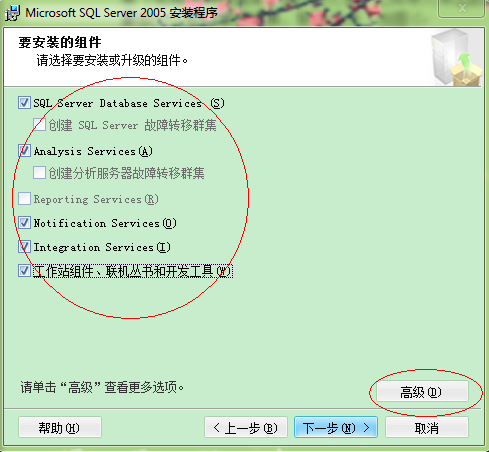 Microsoft SQL Server 2005 安装程序
要安装的组件
请选择要安装或升级的组件。
SQL Server Database Services (S)
创建 SQL Server 故障转移群集
Analysis Services(A)
创建分析服务器故障转移群集
Reporting Services(R)
Notification Services(O)
Integration Services(I)
工作站组件、联机丛书和开发工具(W)
请单击“高级”查看更多选项。
高级(D)
帮助(H)
< 上一步(B)
下一步(N) >
取消